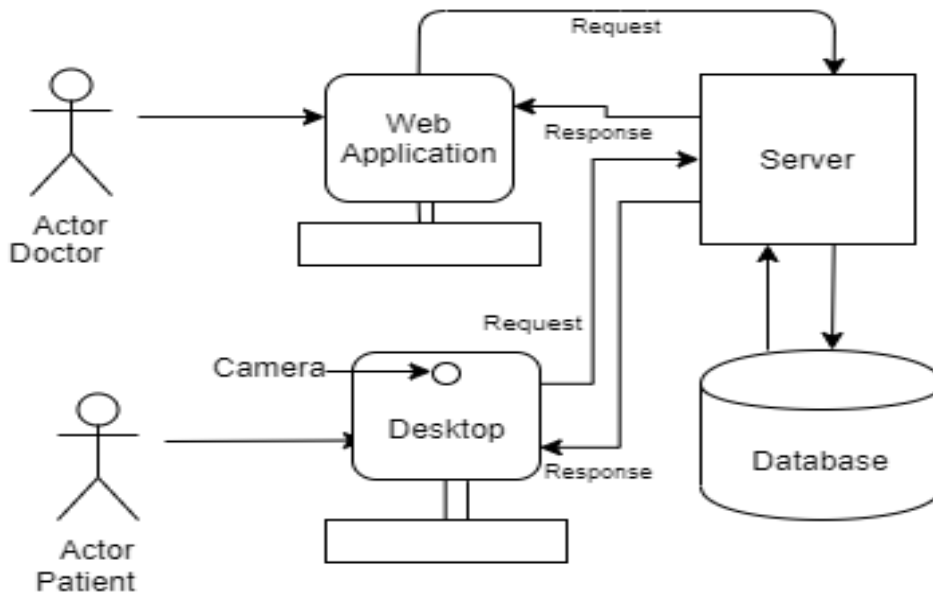 Request
Web
Application
Response
Server
Actor
Doctor
Request
Camera
Desktop
Response
Database
Actor
Patient